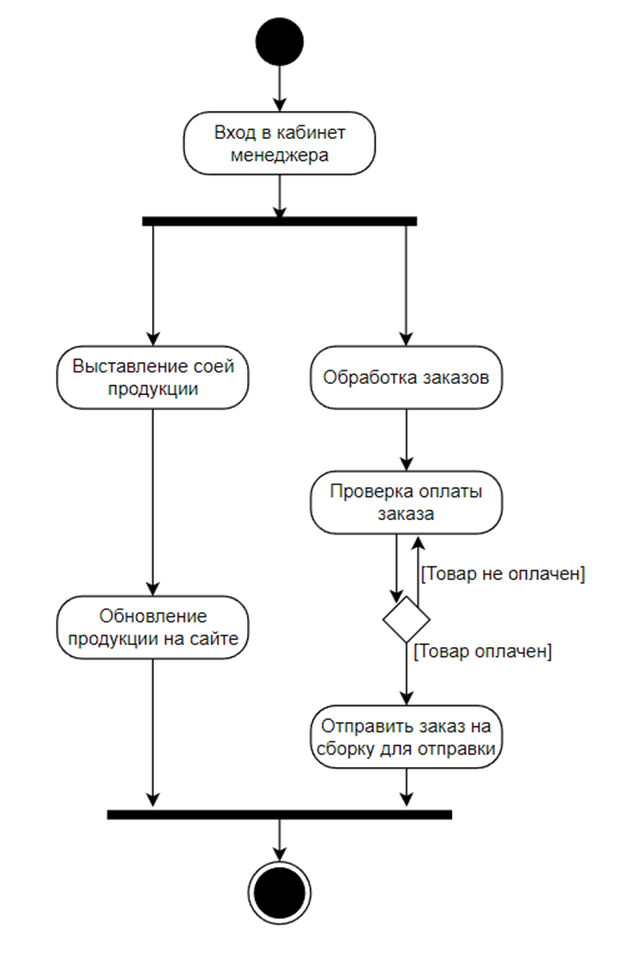 Вход в кабинет
менеджера
Выставление соей
продукции
Обработка заказов
Проверка оплаты
заказа
[Товар не оплачен]
Обновление
продукции на сайте
[Товар оплачен]
Отправить заказ на
сборку для отправки